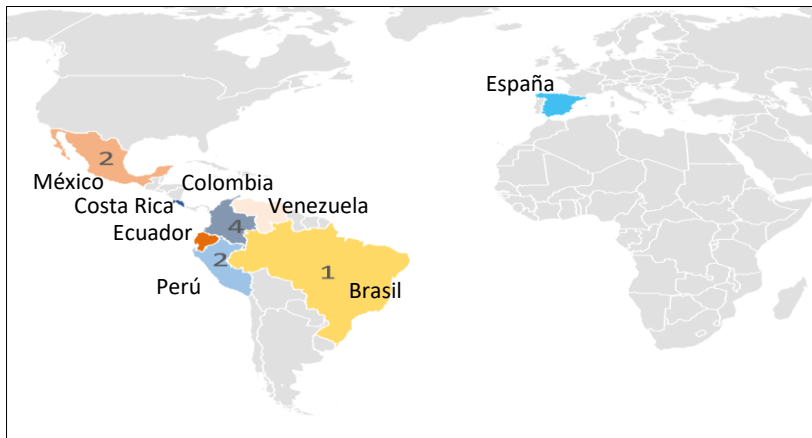 España
2
México
Colombia
Costa Rica
Venezuela
Ecuador
4
2
1
Perú
Brasil